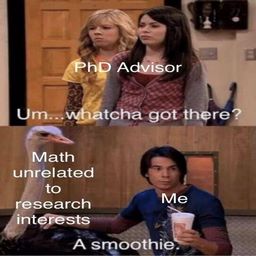 PhD Advisor
Um...whatcha got there?
Math
unrelated
to
research
interests
Me
A smoothie.